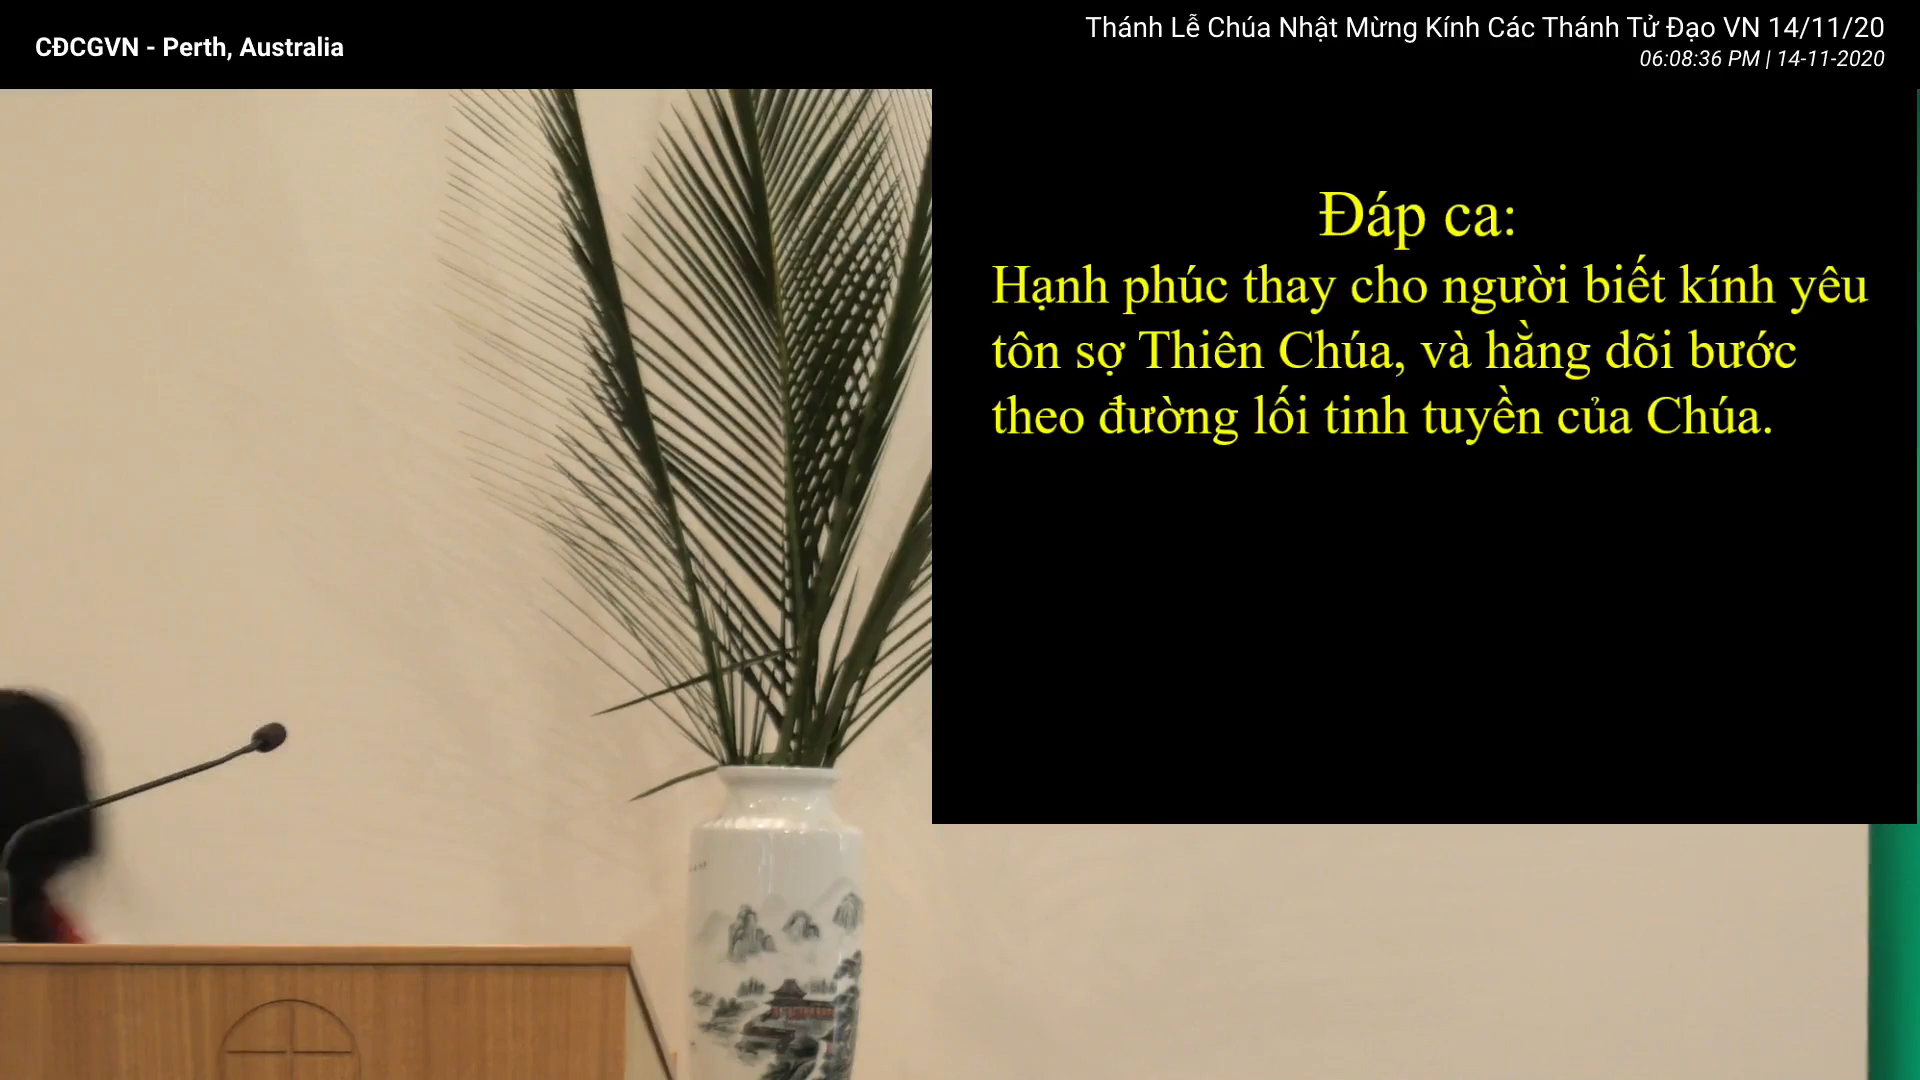 CĐCGVN - Perth, Australia
Thánh Lễ Chúa Nhật Mừng Kính Các Thánh Tử Đạo VN 14/11/20
06:08:36 PM | 14-11-2020
Đáp ca:
Hạnh phúc thay cho người biết kính yêu
tôn sợ Thiên Chúa, và hằng dõi bước
theo đường lối tinh tuyền của Chúa.